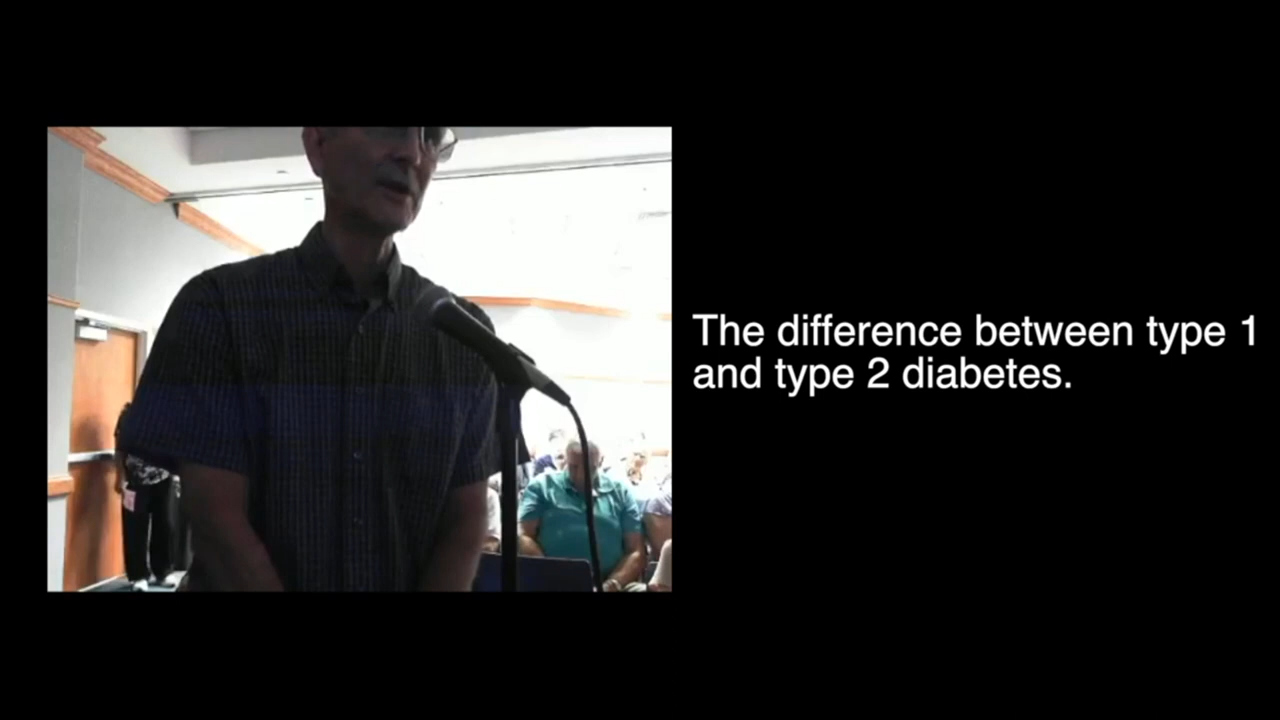 The difference between type 1
and type 2 diabetes.